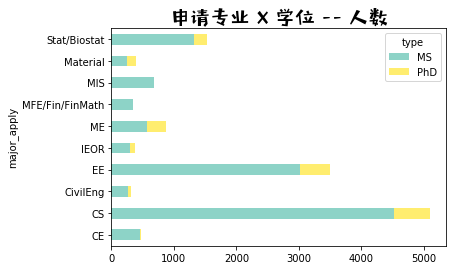 申请专业 X 学位 -- 人数
Stat/Biostat
Material
MIS
MFE/Fin/FinMath
ME
IEOR
EE
CivilEng
CS
CE
major_apply
type
MS
PhD
0 1000 2000 3000 4000 5000